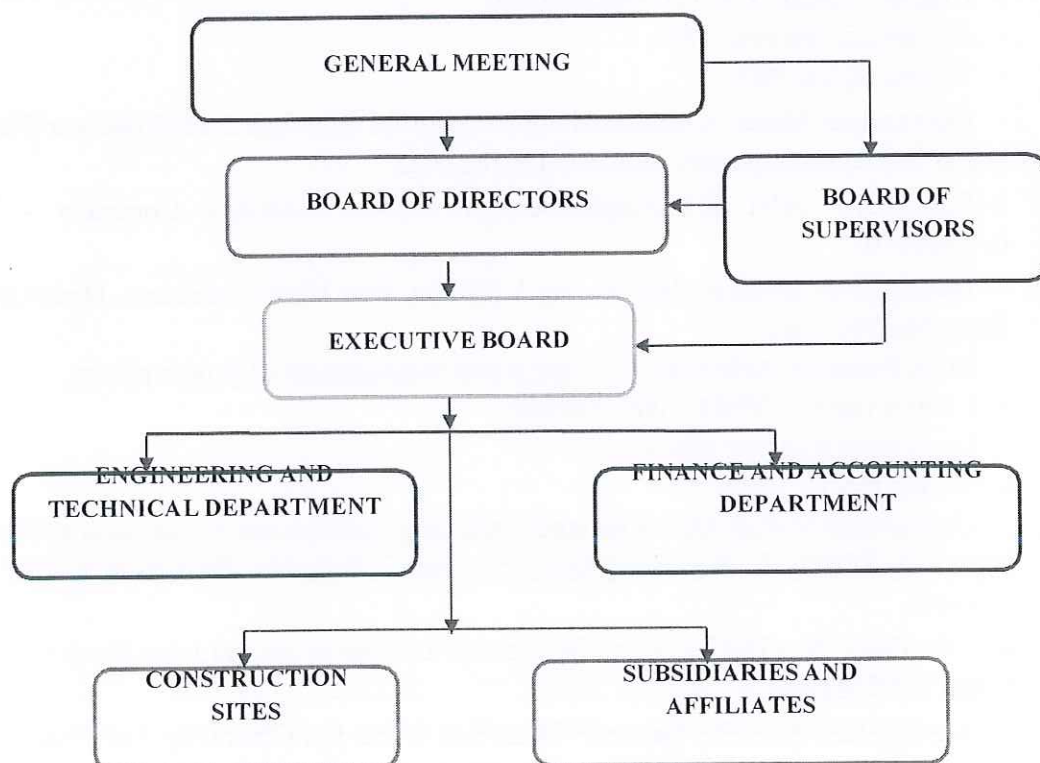 GENERAL MEETING
BOARD OF DIRECTORS
BOARD OF
SUPERVISORS
EXECUTIVE BOARD
ENGINEERING AND
TECHNICAL DEPARTMENT
FINANCE AND ACCOUNTING
DEPARTMENT
CONSTRUCTION
SITES
SUBSIDIARIES AND
AFFILIATES